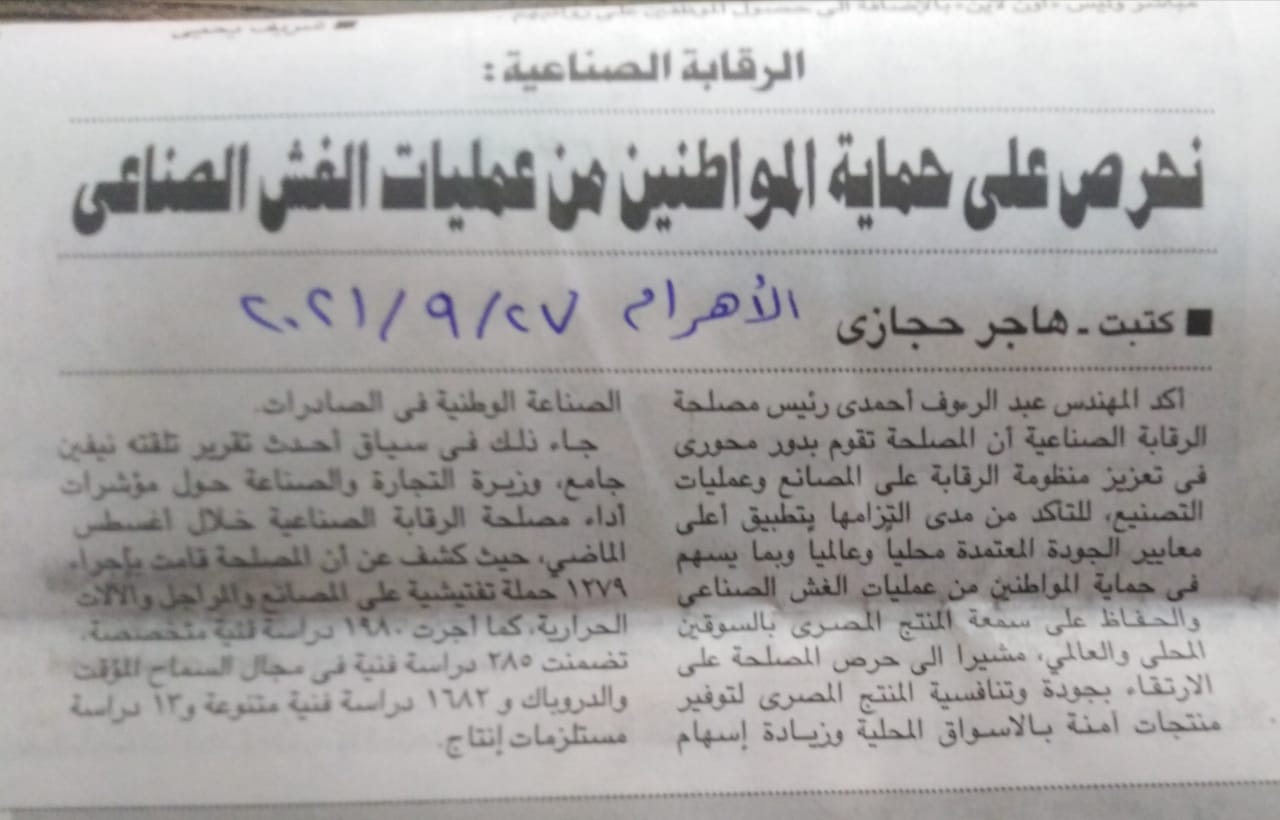 الرقابة الصناعية:
نحرص على حماية المواطنين من عمليات الغش الصناعى
■ كتبت ـ هاجر حجازى
الأهرام ٢٠٢١/٩/٢٧
أكد المهندس عبد الرءوف أحمدى رئيس مصلحة
الرقابة الصناعية أن المصلحة تقوم بدور محورى
فى تعزيز منظومة الرقابة على المصانع وعمليات
التصنيع، للتأكد من مدى التزامها بتطبيق أعلى
معايير الجودة المعتمدة محلياً وعالميا وبما يسهم
فى حماية المواطنين من عمليات الغش الصناعى
والحفاظ على سمعة المنتج المصرى بالسوقين
المحلى والعالمي، مشيرا الى حرص المصلحة على
الارتقاء بجودة وتنافسية المنتج المصرى لتوفير
منتجات آمنة بالاسواق المحلية وزيادة إسهام
الصناعة الوطنية فى الصادرات.
جاء ذلك فى سياق أحدث تقرير تلقته نيفين
جامع، وزيرة التجارة والصناعة حول مؤشرات
أداء مصلحة الرقابة الصناعية خلال أغسطس
الماضي، حيث كشف عن أن المصلحة قامت بإجراء
١٢٧٩ حملة تفتيشية على المصانع والمراجل والآلات
الحرارية، كما أجرت ١٩٨٠ دراسة فنية متخصصة،
تضمنت ٢٨٥ دراسة فنية فى مجال السماح المؤقت
والدروباك و ١٦٨٢ دراسة فنية متنوعة و١٣ دراسة
مستلزمات إنتاج.